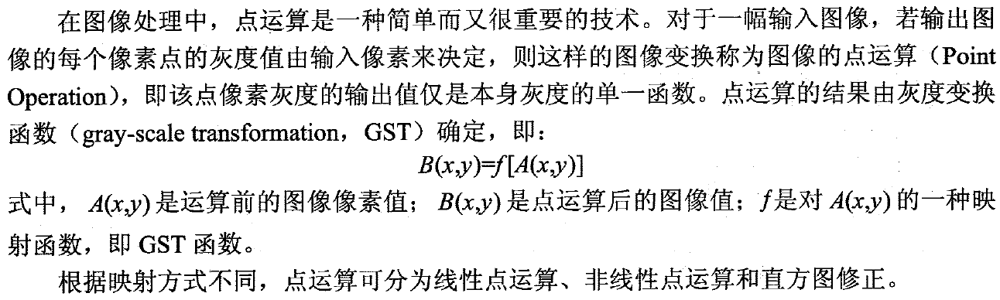 在图像处理中，点运算是一种简单而又很重要的技术。对于一幅输入图像，若输出图
像的每个像素点的灰度值由输入像素来决定，则这样的图像变换称为图像的点运算（Point
Operation），即该点像素灰度的输出值仅是本身灰度的单一函数。点运算的结果由灰度变换
函数（gray-scale transformation，GST）确定，即：
B(x,y)=f[A(x,y)]
式中， A(x,y)是运算前的图像像素值；B(x,y)是点运算后的图像值；f是对 A(x,y)的一种映
射函数，即 GST 函数。
根据映射方式不同，点运算可分为线性点运算、非线性点运算和直方图修正。